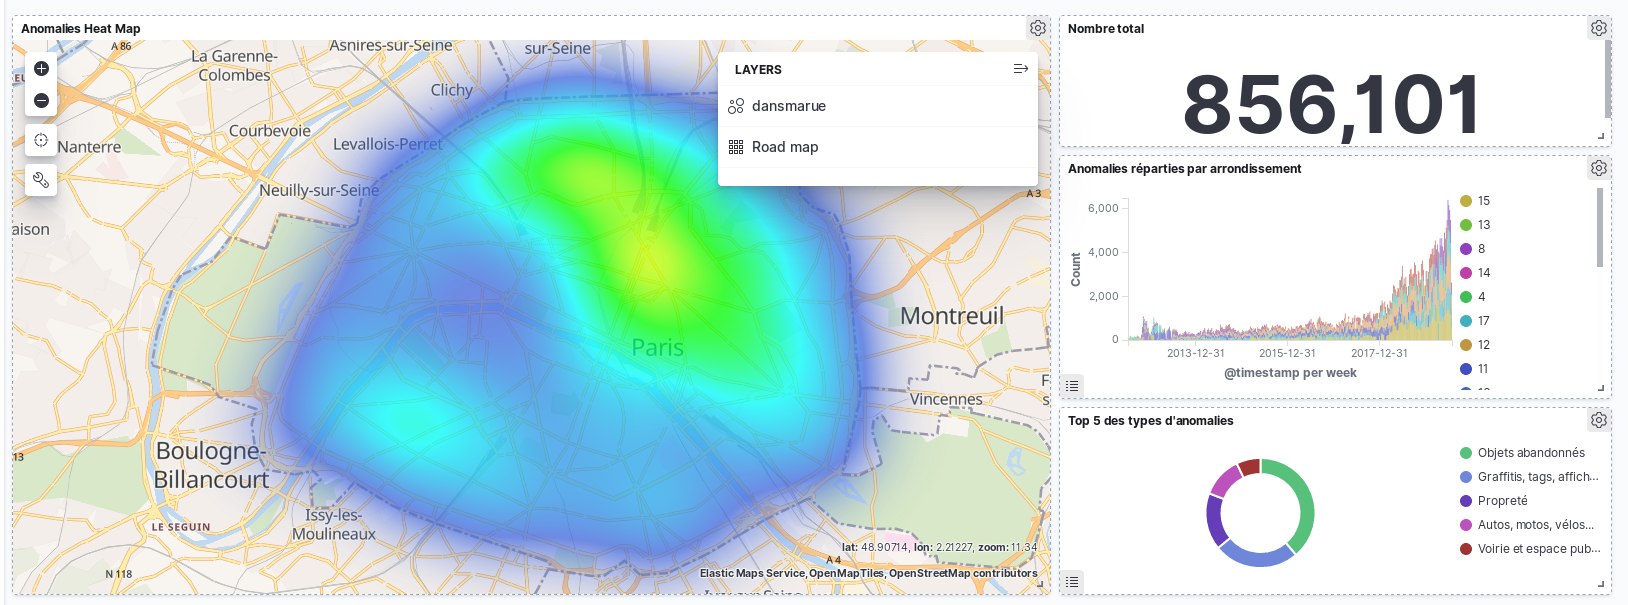 Anomalies Heat Map
A 86
Asnires-sur-Seine
sur-Seine
La Garenne-
Colombes
Clichy
Courbevoie
Levallois-Perret
Nanterre
Neuilly-sur-Seine
aison
LAYERS
dansmarue
Road map
A 3
Montreuil
Paris
Vincennes
Boulogne-
Billancourt
13
LE SEGUIN
Issy-les-
Moulineaux
N 118
A 4
lat: 48.90714, lon: 2.21227, zoom: 11.34
Elastic Maps Service, OpenMapTiles, OpenStreetMap contributors
Nombre total
856,101
Anomalies réparties par arrondissement
6,000
4,000
2,000
0
Count
2013-12-31
2015-12-31
2017-12-31
@timestamp per week
15
13
8
14
4
17
12
11
Top 5 des types d'anomalies
Objets abandonnés
Graffitis, tags, affich...
Propreté
Autos, motos, vélos...
Voirie et espace pub...